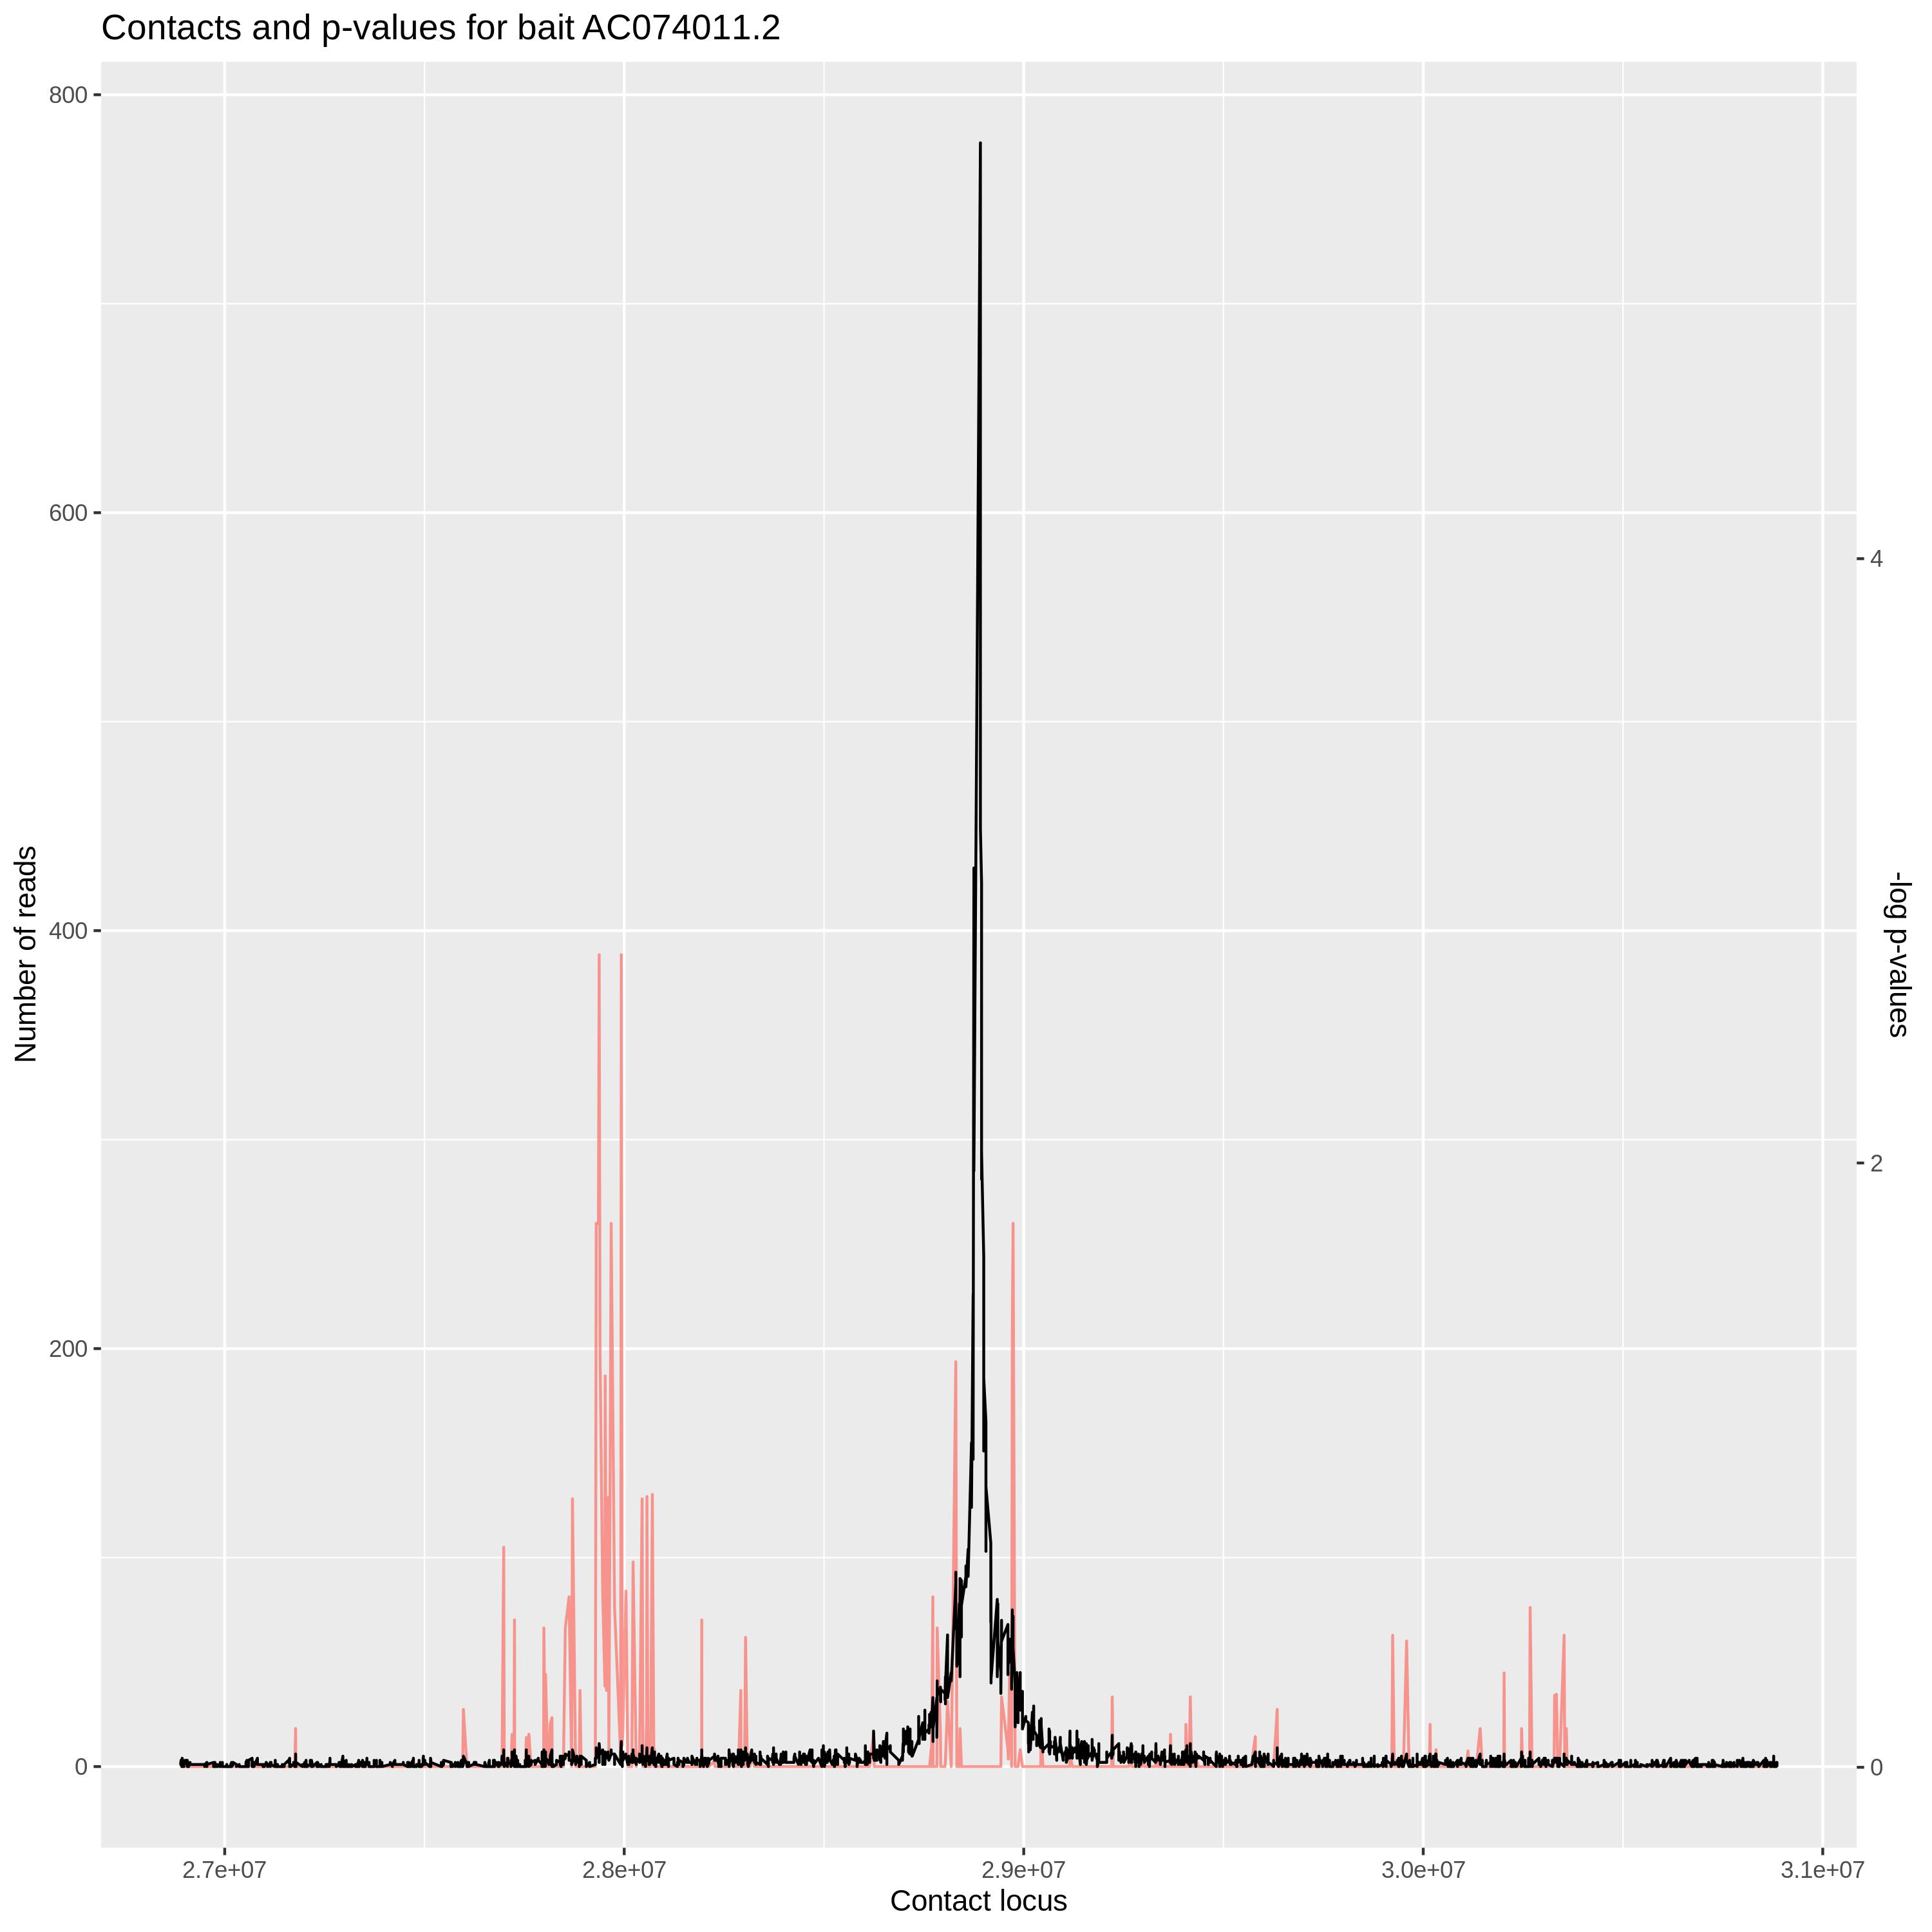 Contacts and p-values for bait AC074011.2
800
600
400
200
0
Number of reads
4
2
0
-log p-values
2.7e+07 2.8e+07 2.9e+07 3.0e+07 3.1e+07
Contact locus